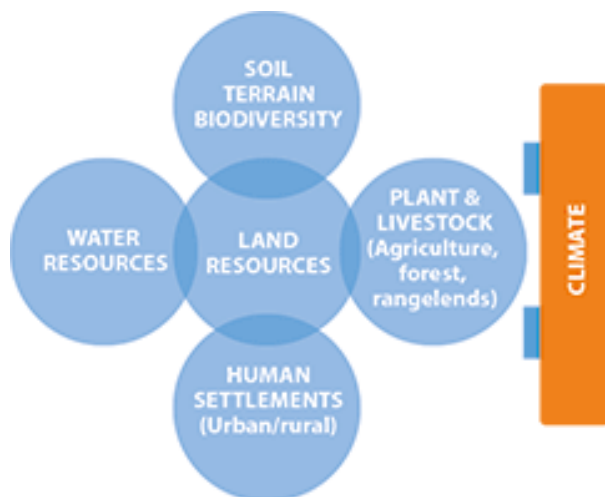 SOIL
TERRAIN
BIODIVERSITY
WATER
RESOURCES
LAND
RESOURCES
PLANT &
LIVESTOCK
(Agriculture,
forest,
rangelends)
HUMAN
SETTLEMENTS
(Urban/rural)
CLIMATE